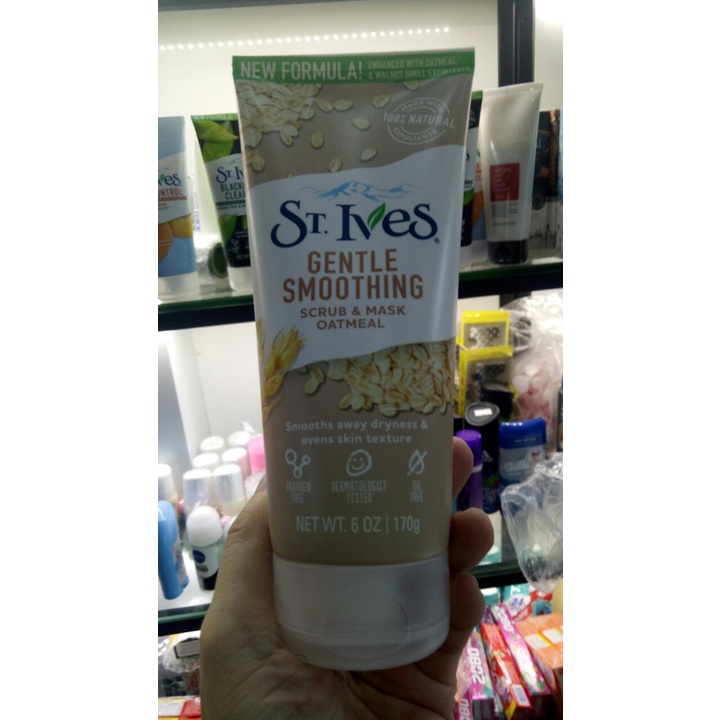 NEW FORMULA!
ENHANCED WITH OATMEAL
& WALNUT SHELL EXFOLIANTS
MADE WITH
100% NATURAL
EXFOLIANTS
ST. IVES®
GENTLE
SMOOTHING
SCRUB & MASK
OATMEAL
Smooths away dryness &
evens skin texture
PARABEN
FREE
DERMATOLOGIST
TESTED
OIL
FREE
NET WT. 6 OZ | 170g